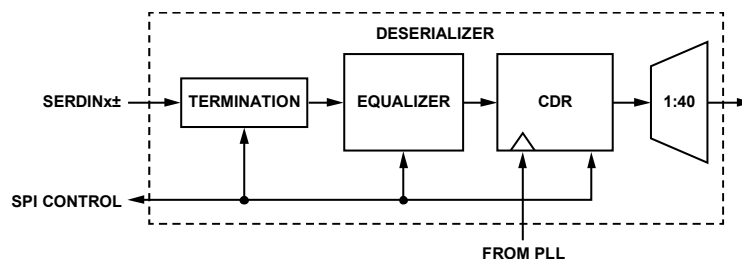 DESERIALIZER
SERDINx±
TERMINATION
EQUALIZER
CDR
1:40
SPI CONTROL
FROM PLL